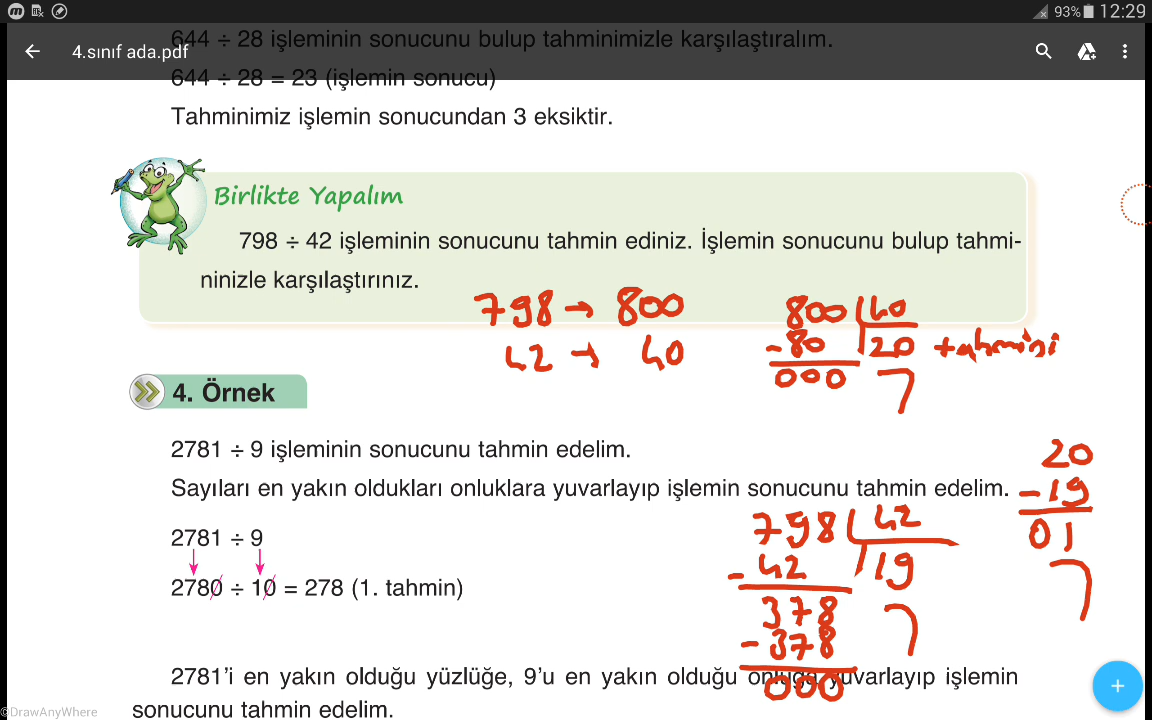 93% 12:29
644 ÷ 28 işleminin sonucunu bulup tahminimizle karşılaştıralım.
4.sınıf ada.pdf
644 ÷ 28 = 23 (işlemin sonucu)
Tahminimiz işlemin sonucundan 3 eksiktir.
Birlikte Yapalım
798 ÷ 42 işleminin sonucunu tahmin ediniz. İşlemin sonucunu bulup tahmi-
ninizle karşılaştırınız.
798 → 800
42 → 40
800 40
-80 20 tahmini
000
4. Örnek
2781 ÷ 9 işleminin sonucunu tahmin edelim.
Sayıları en yakın oldukları onluklara yuvarlayıp işlemin sonucunu tahmin edelim.
20
-19
01
2781 ÷ 9
2780 ÷ 10 = 278 (1. tahmin)
798 42
-42 19
378
-378
000
2781'i en yakın olduğu yüzlüğe, 9'u en yakın olduğu onluğa yuvarlayıp işlemin
sonucunu tahmin edelim.
©DrawAnyWhere